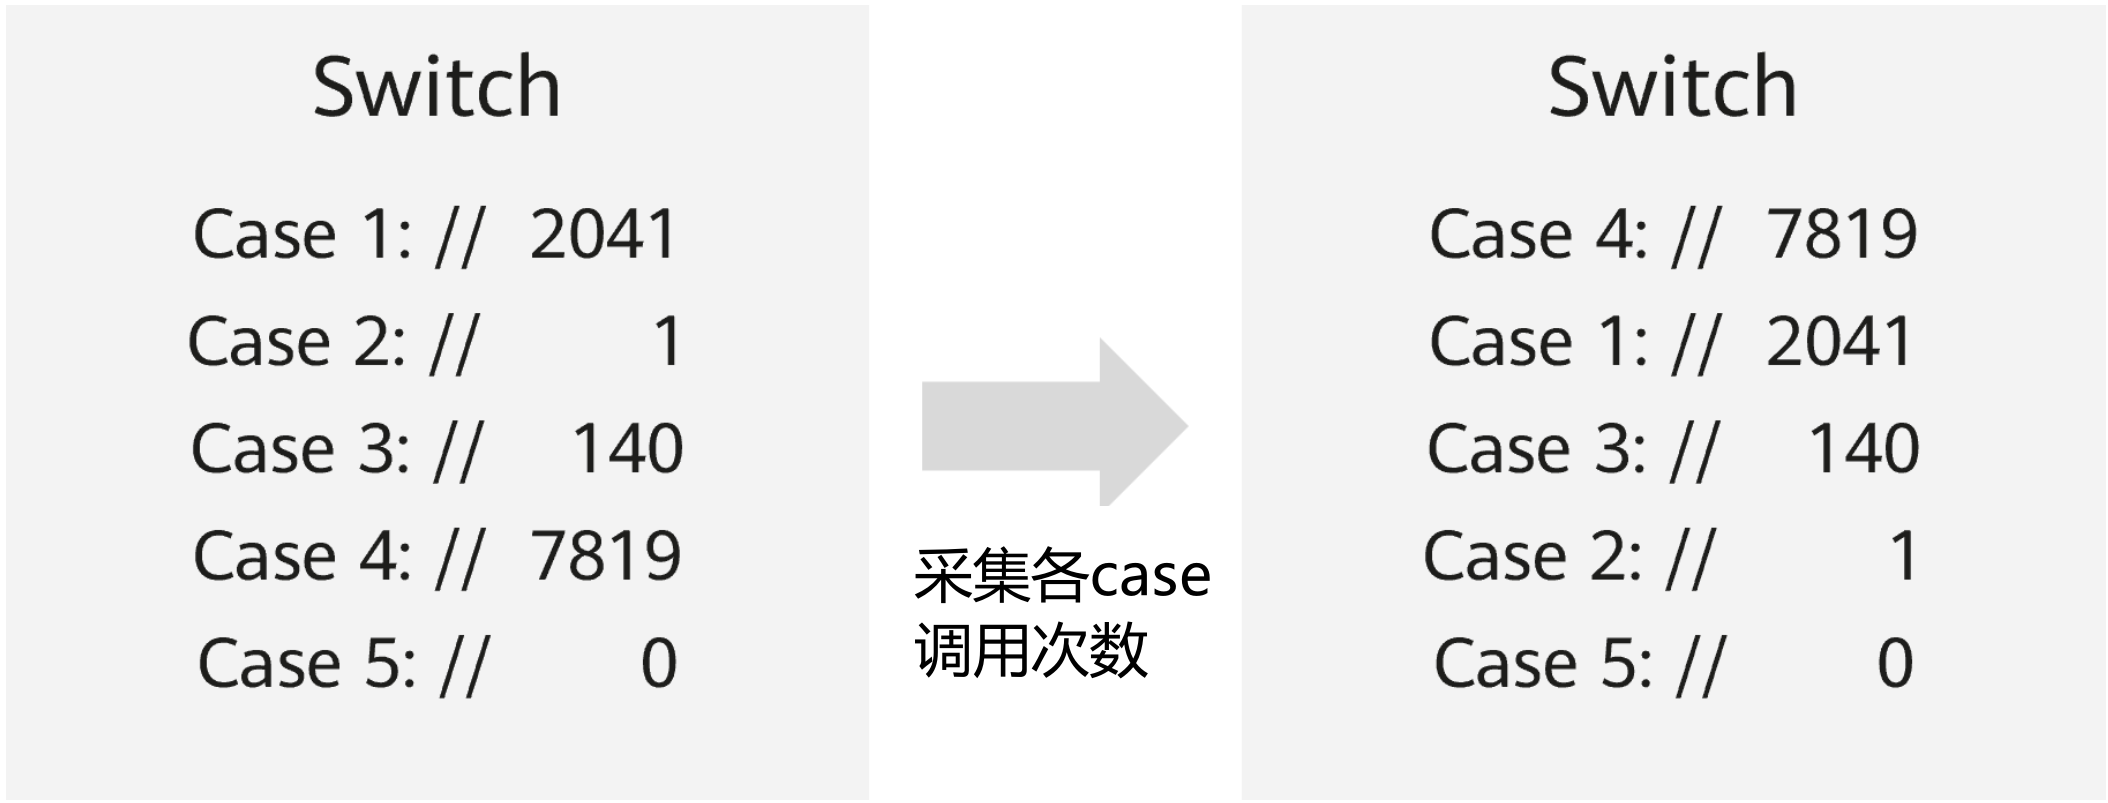 Switch
Case 1: // 2041
Case 2: // 1
Case 3: // 140
Case 4: // 7819
Case 5: // 0
采集各case
调用次数
Switch
Case 4: // 7819
Case 1: // 2041
Case 3: // 140
Case 2: // 1
Case 5: // 0